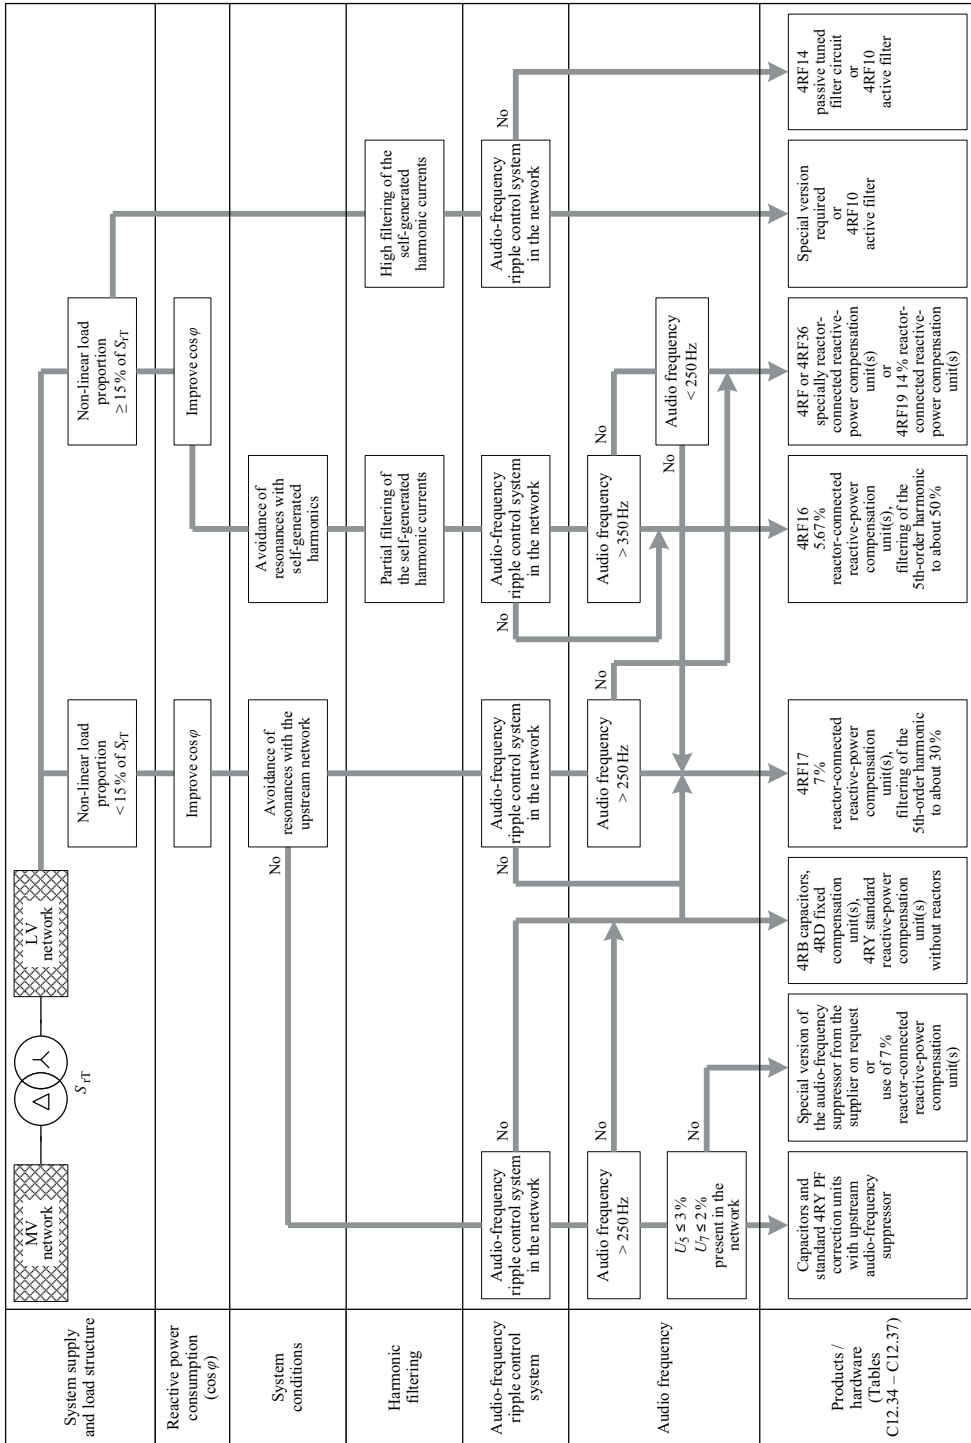 System supply
and load structure
MV
network
S rT
LV
network
Non-linear load
proportion
< 15 % of SrT
Non-linear load
proportion
≥ 15 % of SrT
Reactive power
consumption
(cos φ)
Improve cos φ
Improve cos φ
System
conditions
No
Avoidance of
resonances with the
upstream network
Avoidance of
resonances with
self-generated
harmonics
Harmonic
filtering
Partial filtering of
the self-generated
harmonic currents
High filtering of the
self-generated
harmonic currents
Audio-frequency
ripple control
system
Audio-frequency
ripple control system
in the network
No
Audio-frequency
ripple control system
in the network
No
Audio-frequency
ripple control system
in the network
No
Audio-frequency
ripple control system
in the network
No
Audio frequency
Audio frequency
> 250 Hz
No
Audio frequency
> 250 Hz
No
Audio frequency
> 350 Hz
No
Audio frequency
< 250 Hz
No
U5 ≤ 3 %
U7 ≤ 2 %
present in the
network
No
Products /
hardware
(Tables
C12.34 – C12.37)
Capacitors and
standard 4RY PF
correction units
with upstream
audio-frequency
suppressor
Special version of
the audio-frequency
suppressor from the
supplier on request
or
use of 7 %
reactor-connected
reactive-power
compensation
unit(s)
4RB capacitors,
4RD fixed
compensation
unit(s),
4RY standard
reactive-power
compensation
unit(s)
without reactors
4RF17
7 %
reactor-connected
reactive-power
compensation
unit(s),
filtering of the
5th-order harmonic
to about 30 %
4RF16
5.67 %
reactor-connected
reactive-power
compensation
unit(s),
filtering of the
5th-order harmonic
to about 50 %
4RF or 4RF36
specially reactor-
connected reactive-
power compensation
unit(s)
or
4RF19 14 % reactor-
connected reactive-
power compensation
unit(s)
Special version
required
or
4RF10
active filter
4RF14
passive tuned
filter circuit
or
4RF10
active filter